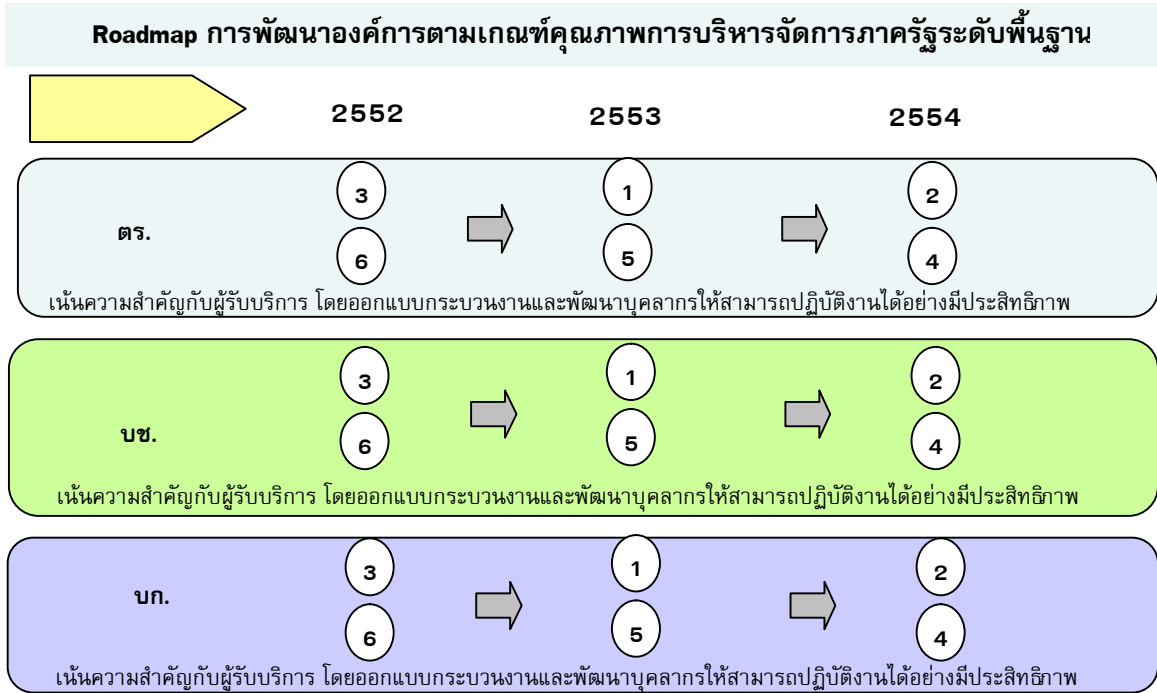 Roadmap การพัฒนาองค์การตามเกณฑ์คุณภาพการบริหารจัดการภาครัฐระดับพื้นฐาน
2552 2553 2554
3 1 2
ตร.
6 5 4
เน้นความสำคัญกับผู้รับบริการ โดยออกแบบกระบวนงานและพัฒนาบุคลากรให้สามารถปฏิบัติงานได้อย่างมีประสิทธิภาพ
3 1 2
บช.
6 5 4
เน้นความสำคัญกับผู้รับบริการ โดยออกแบบกระบวนงานและพัฒนาบุคลากรให้สามารถปฏิบัติงานได้อย่างมีประสิทธิภาพ
3 1 2
บก.
6 5 4
เน้นความสำคัญกับผู้รับบริการ โดยออกแบบกระบวนงานและพัฒนาบุคลากรให้สามารถปฏิบัติงานได้อย่างมีประสิทธิภาพ